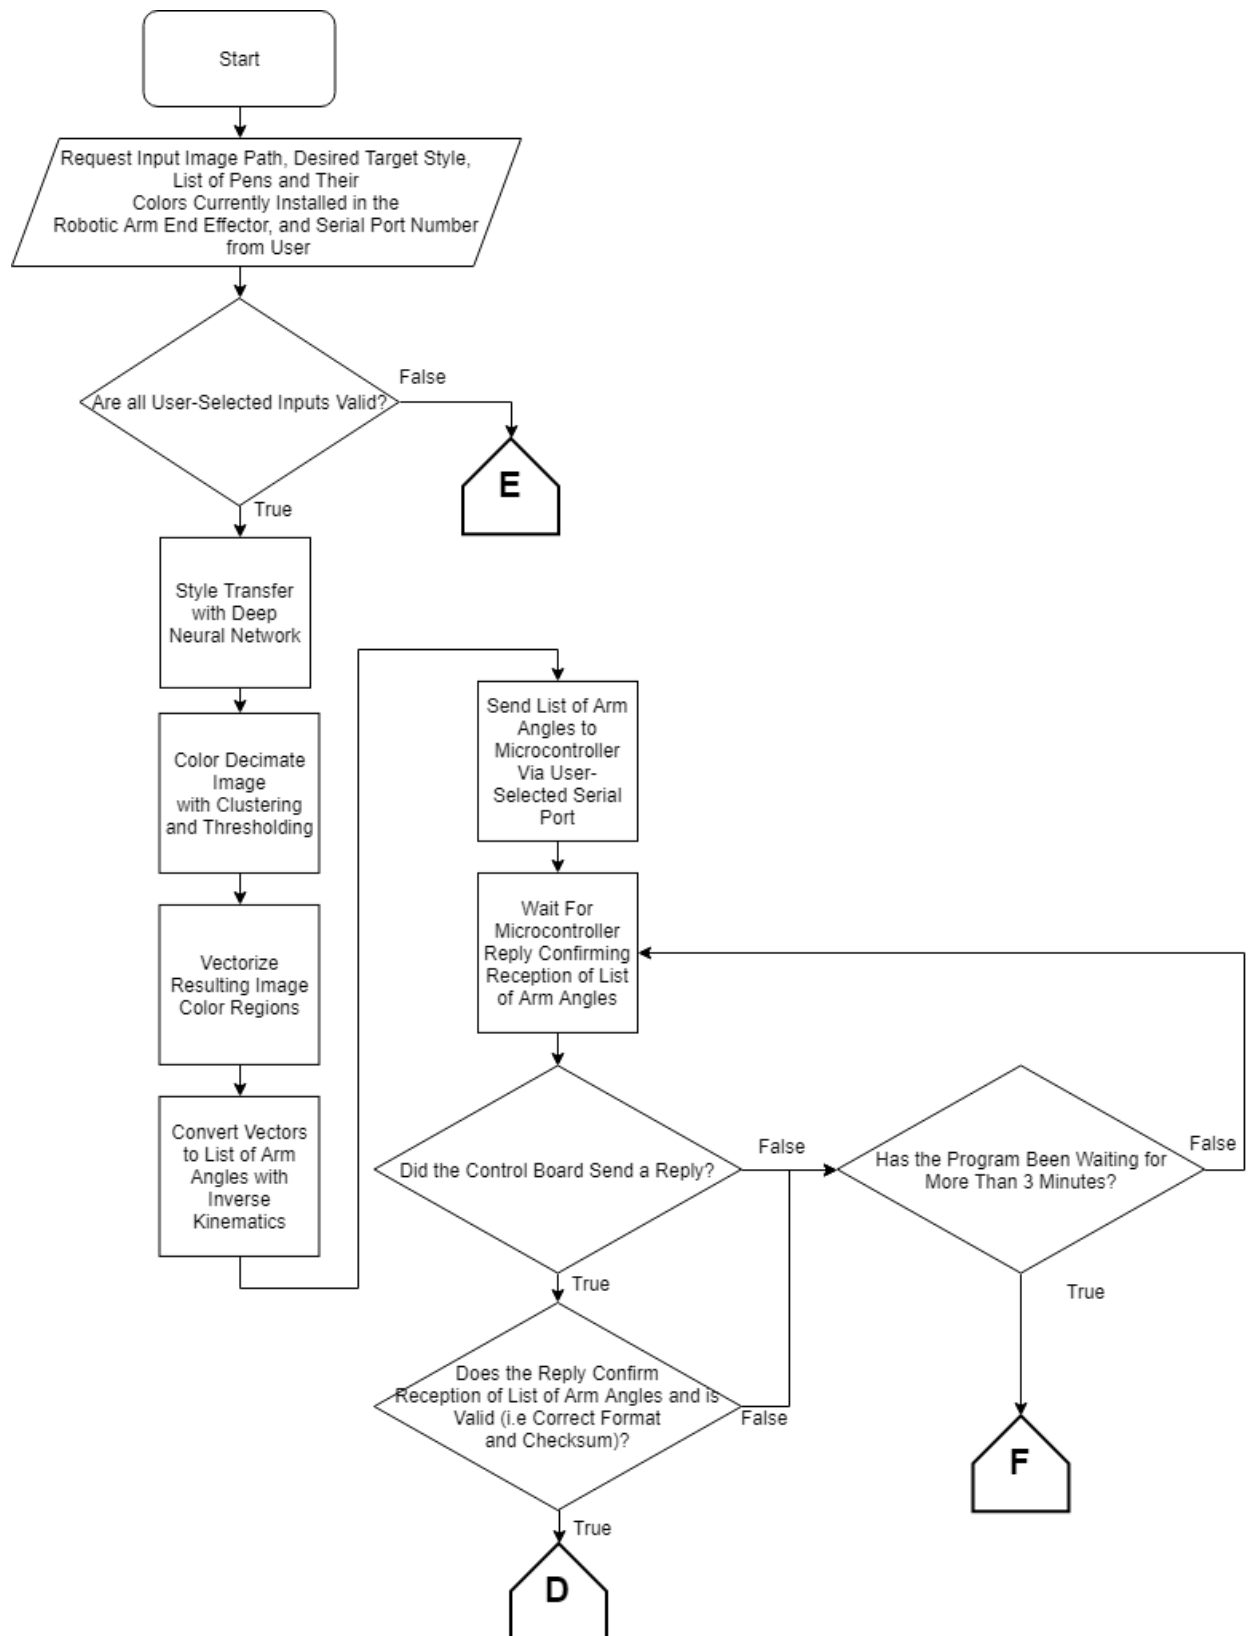 Start
Request Input Image Path, Desired Target Style,
List of Pens and Their
Colors Currently Installed in the
Robotic Arm End Effector, and Serial Port Number
from User
Are all User-Selected Inputs Valid?
False
E
True
Style Transfer
with Deep
Neural Network
Color Decimate
Image
with Clustering
and Thresholding
Vectorize
Resulting Image
Color Regions
Convert Vectors
to List of Arm
Angles with
Inverse
Kinematics
Send List of Arm
Angles to
Microcontroller
Via User-
Selected Serial
Port
Wait For
Microcontroller
Reply Confirming
Reception of List
of Arm Angles
Did the Control Board Send a Reply?
False
True
Has the Program Been Waiting for
More Than 3 Minutes?
False
True
F
Does the Reply Confirm
Reception of List of Arm Angles and is
Valid (i.e Correct Format
and Checksum)?
False
True
D